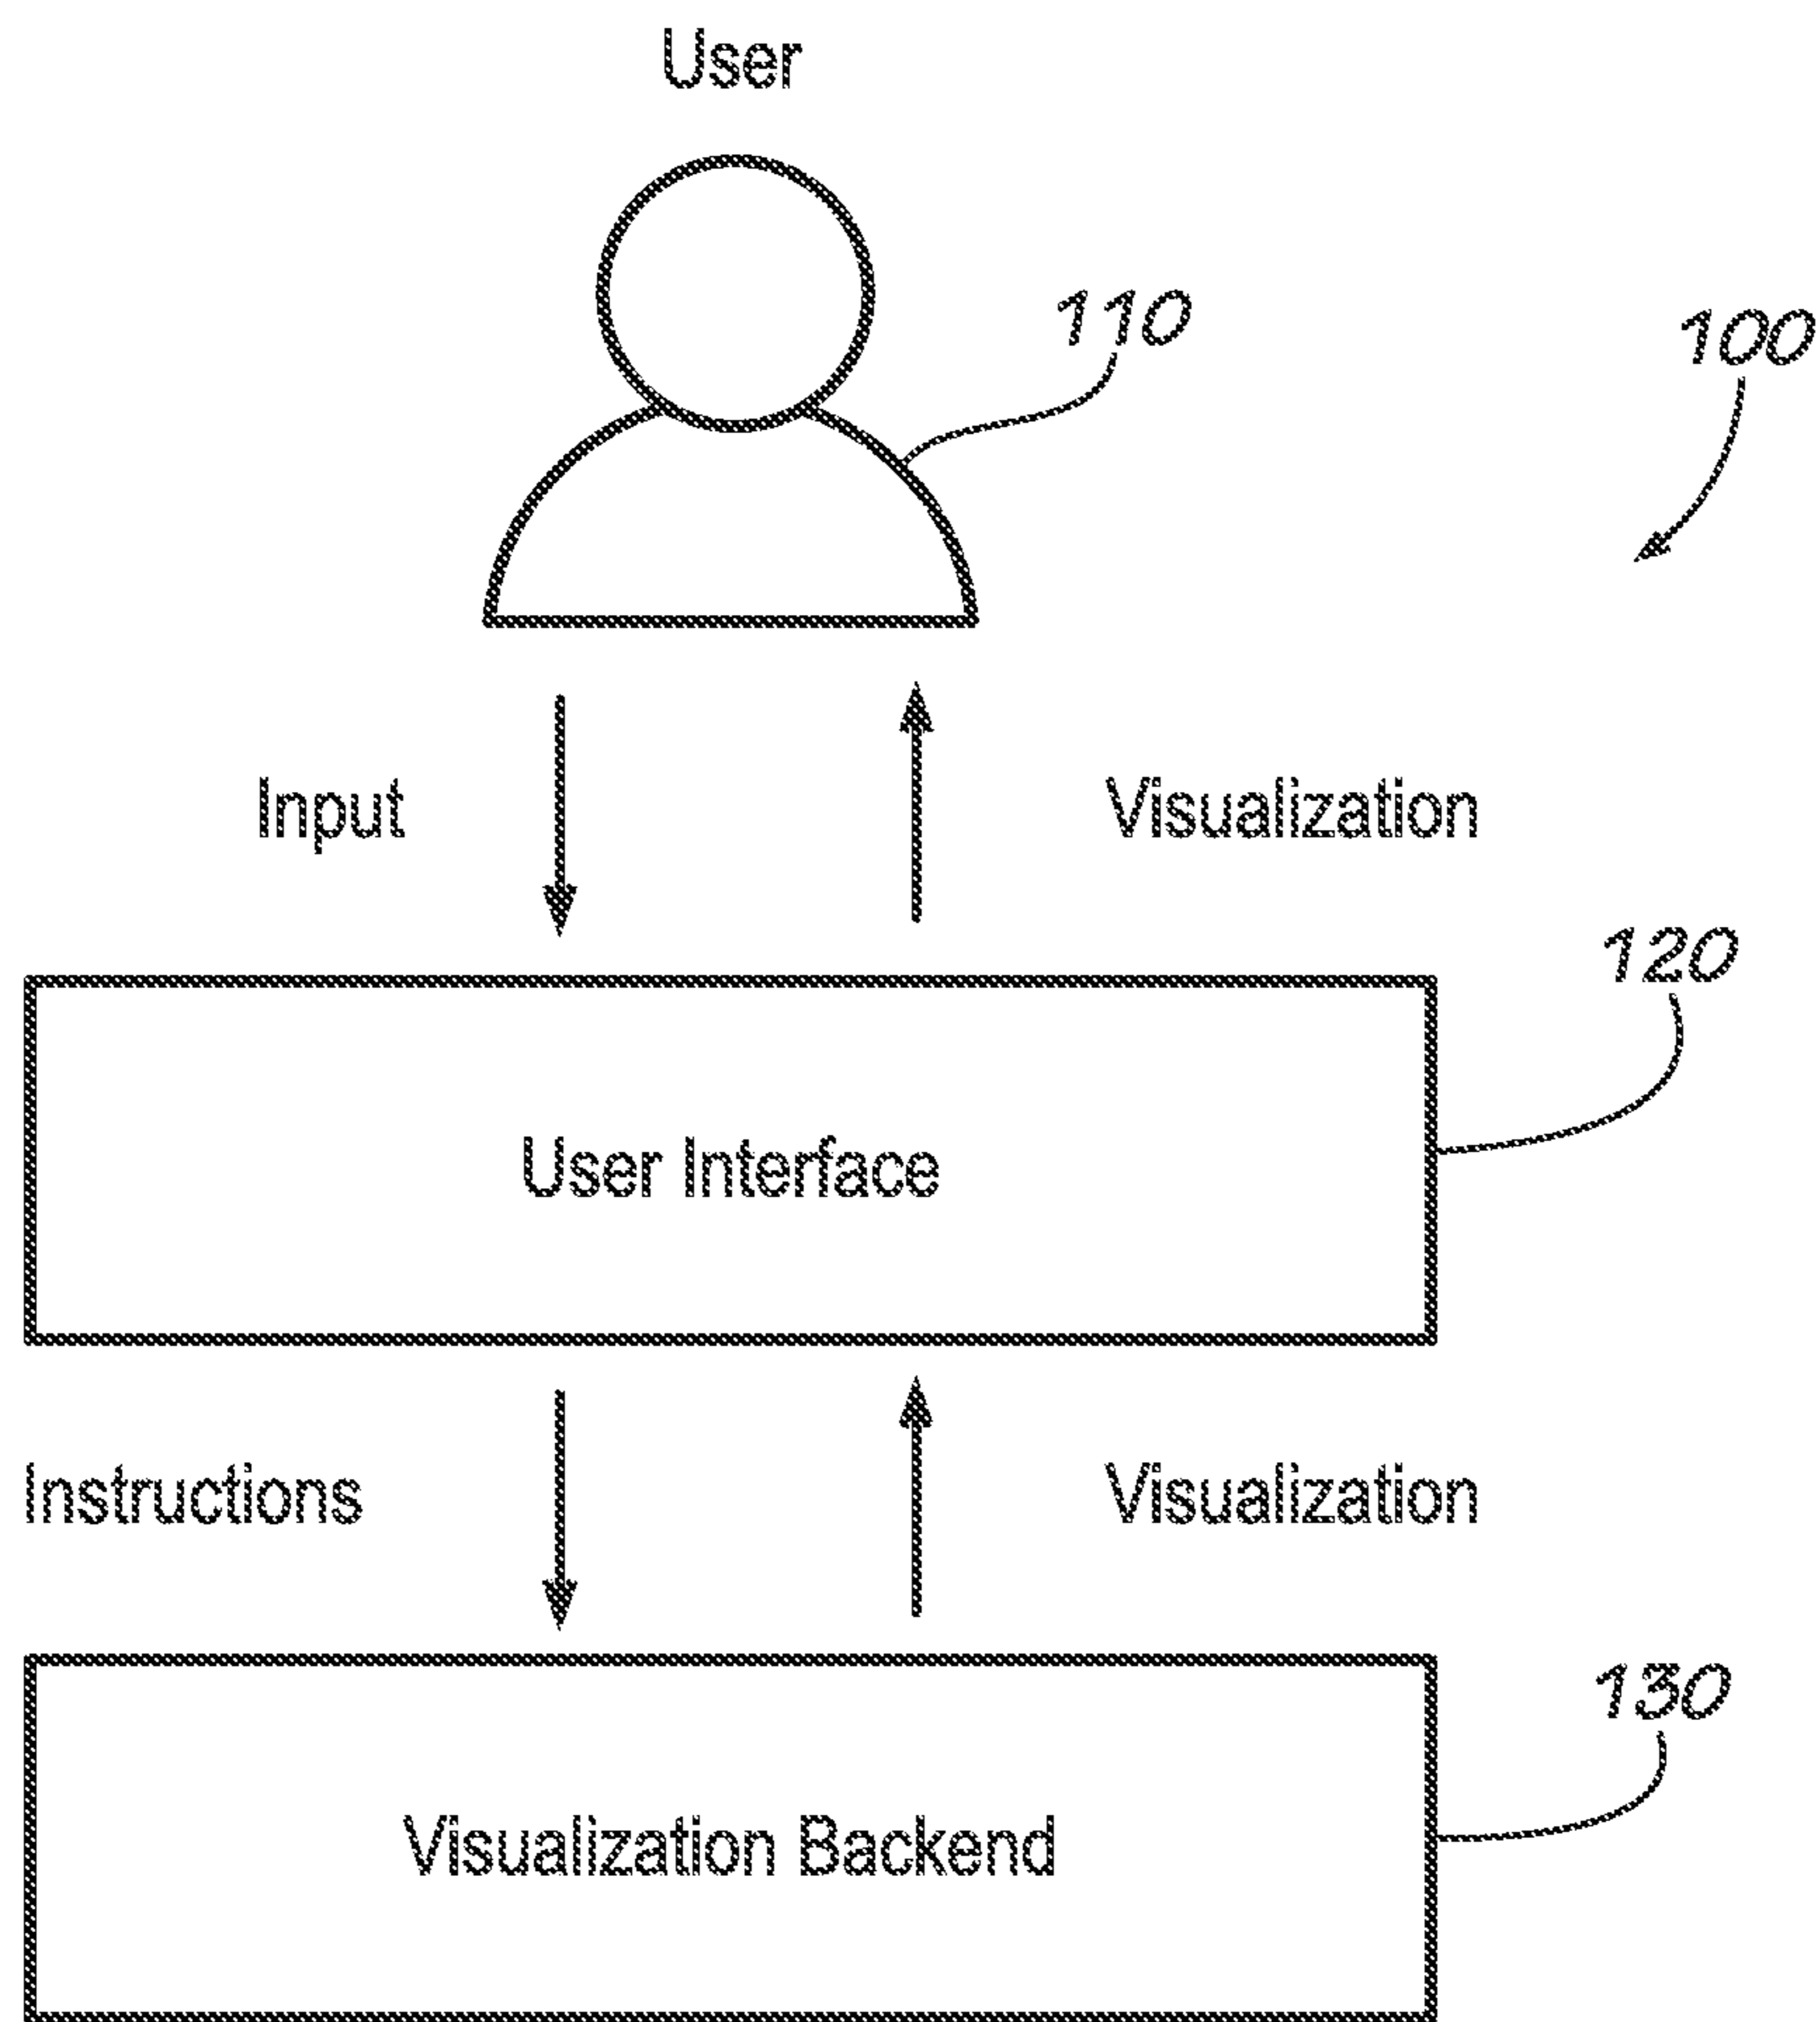 User
110
100
Input
Visualization
120
User Interface
Instructions
Visualization
130
Visualization Backend